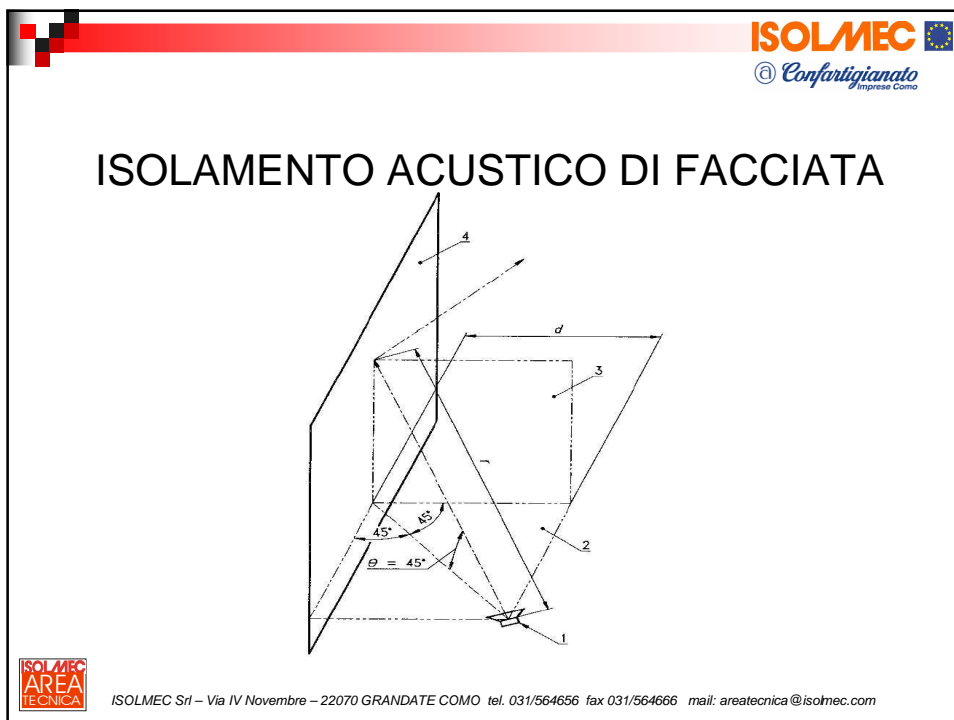 ISOLMEC
@ Confartigianato
Imprese Como
ISOLAMENTO ACUSTICO DI FACCIATA
4
d
3
r
45°
45°
2
θ = 45°
1
ISOLMEC
AREA
TECNICA
ISOLMEC Srl – Via IV Novembre – 22070 GRANDATE COMO tel. 031/564656 fax 031/564666 mail: areatecnica@isolmec.com